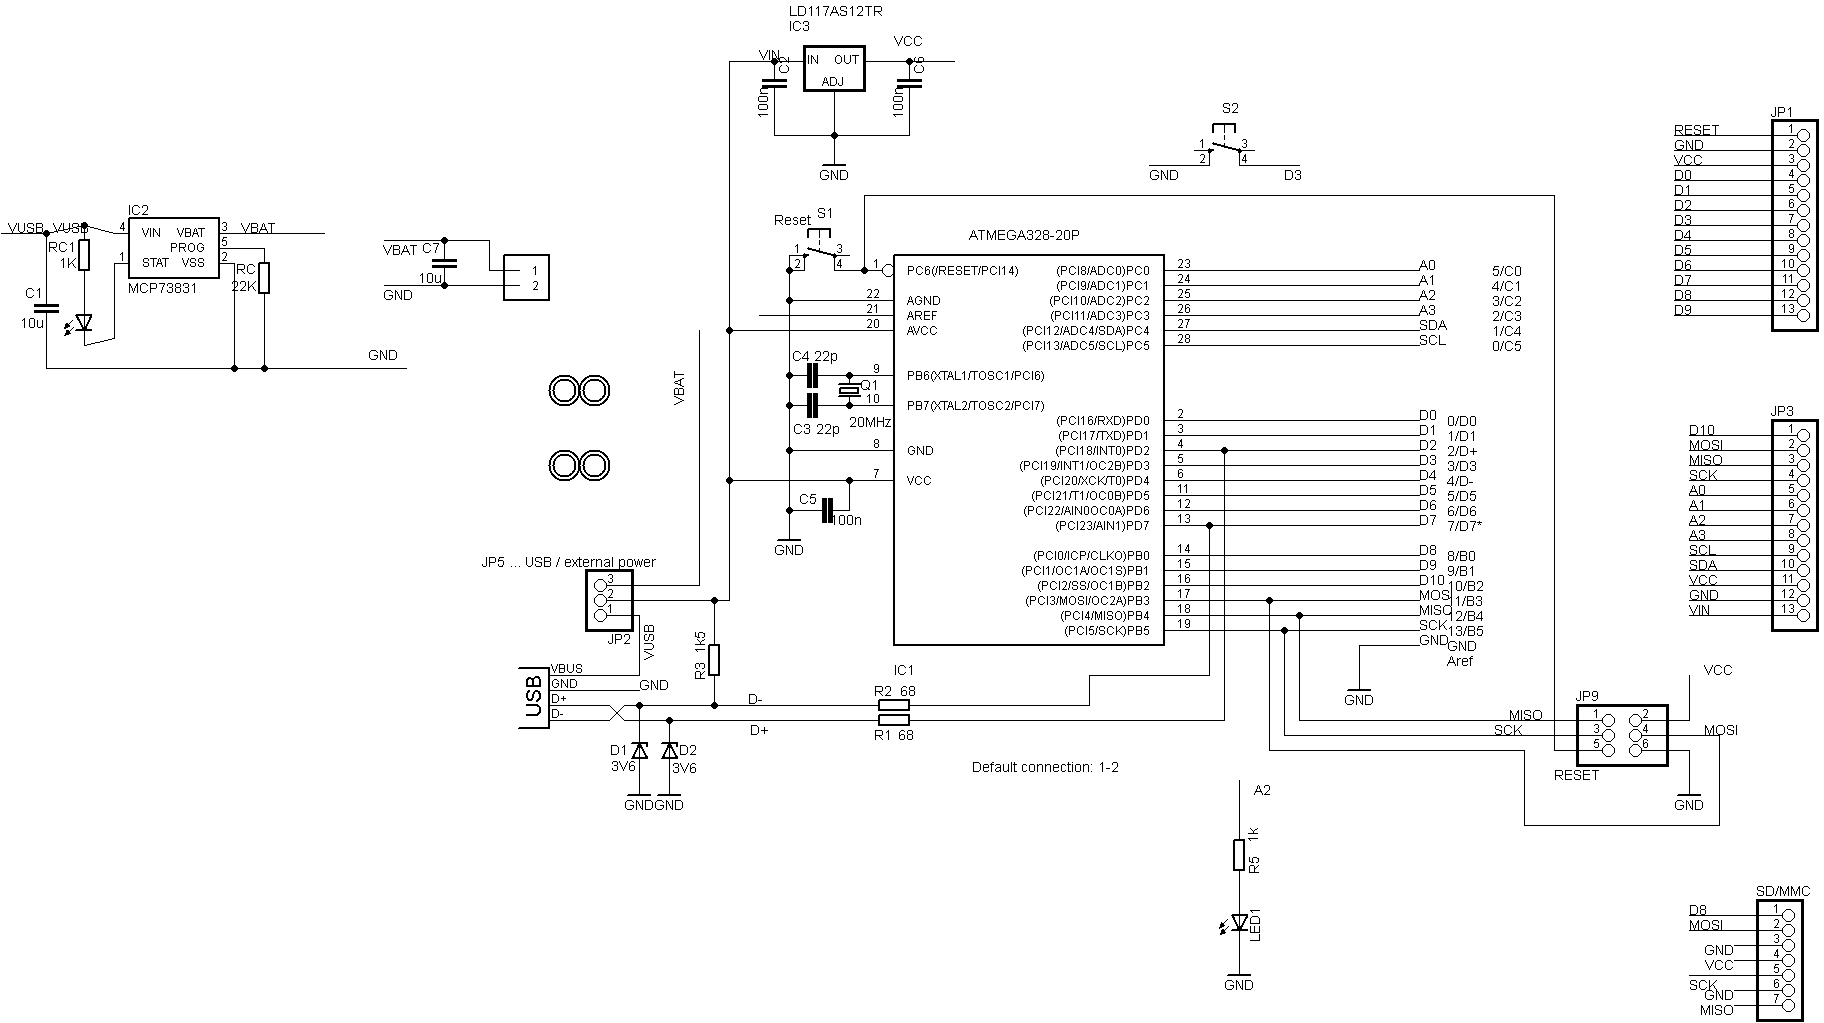 LD117AS12TR
IC3
VIN
C2
100n
IN OUT
ADJ
VCC
C6
100n
GND
S2
1 3
2 4
GND D3
IC2
VUSB VUSB
4 VIN VBAT 3 VBAT
PROG 5
1 STAT VSS 2
MCP73831
RC1
1K
RC
22K
C1
10u
GND
VBAT C7
10u
GND
1
2
Reset S1
1 3
2 4
ATMEGA328-20P
1 PC6(/RESET/PCI14)
22 AGND
21 AREF
20 AVCC
9 PB6(XTAL1/TOSC1/PCI6)
10 PB7(XTAL2/TOSC2/PCI7)
8 GND
7 VCC
C4 22p
Q1
20MHz
C3 22p
C5
100n
GND
(PCI8/ADC0)PC0 23 A0 5/C0
(PCI9/ADC1)PC1 24 A1 4/C1
(PCI10/ADC2)PC2 25 A2 3/C2
(PCI11/ADC3)PC3 26 A3 2/C3
(PCI12/ADC4/SDA)PC4 27 SDA 1/C4
(PCI13/ADC5/SCL)PC5 28 SCL 0/C5
(PCI16/RXD)PD0 2 D0 0/D0
(PCI17/TXD)PD1 3 D1 1/D1
(PCI18/INT0)PD2 4 D2 2/D+
(PCI19/INT1/OC2B)PD3 5 D3 3/D3
(PCI20/XCK/T0)PD4 6 D4 4/D-
(PCI21/T1/OC0B)PD5 11 D5 5/D5
(PCI22/AIN0OC0A)PD6 12 D6 6/D6
(PCI23/AIN1)PD7 13 D7 7/D7*
(PCI0/ICP/CLKO)PB0 14 D8 8/B0
(PCI1/OC1A/OC1S)PB1 15 D9 9/B1
(PCI2/SS/OC1B)PB2 16 D10 10/B2
(PCI3/MOSI/OC2A)PB3 17 MOS 1/B3
(PCI4/MISO)PB4 18 MISO 12/B4
(PCI5/SCK)PB5 19 SCK 13/B5
GND GND
Aref
GND
IC1
VBAT
JP5 ... USB / external power
3
2
1
JP2
VUSB
R3 1K5
USB
VBUS
GND GND
D+
D-
D-
D+
R2 68
R1 68
D1
3V6
D2
3V6
GND GND
Default connection: 1-2
A2
R5 1k
LED1
GND
VCC
JP9
MISO 1 2
SCK 3 4 MOSI
5 6
RESET
GND
JP1
RESET 1
GND 2
VCC 3
D0 4
D1 5
D2 6
D3 7
D4 8
D5 9
D6 10
D7 11
D8 12
D9 13
JP3
D10 1
MOSI 2
MISO 3
SCK 4
A0 5
A1 6
A2 7
A3 8
SCL 9
SDA 10
VCC 11
GND 12
VIN 13
SD/MMC
D8 1
MOSI 2
GND 3
VCC 4
SCK 5
GND 6
MISO 7